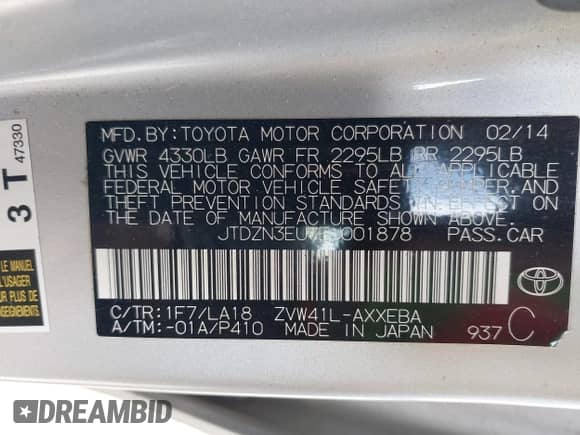 3 T 47330
MFD.BY:TOYOTA MOTOR CORPORATION 02/14
GVWR 4330LB GAWR FR 2295LB RR 2295LB
THIS VEHICLE CONFORMS TO ALL APPLICABLE
FEDERAL MOTOR VEHICLE SAFETY, BUMPER, AND
THEFT PREVENTION STANDARDS IN EFFECT ON
THE DATE OF MANUFACTURE SHOWN ABOVE.
PASS.CAR
C/TR:1F7/LA18 ZVW41L-AXXEBA
A/TM:-01A/P410 MADE IN JAPAN 937 C
TOYOTA
LE MANUEL
L'USAGER
DREAMBID